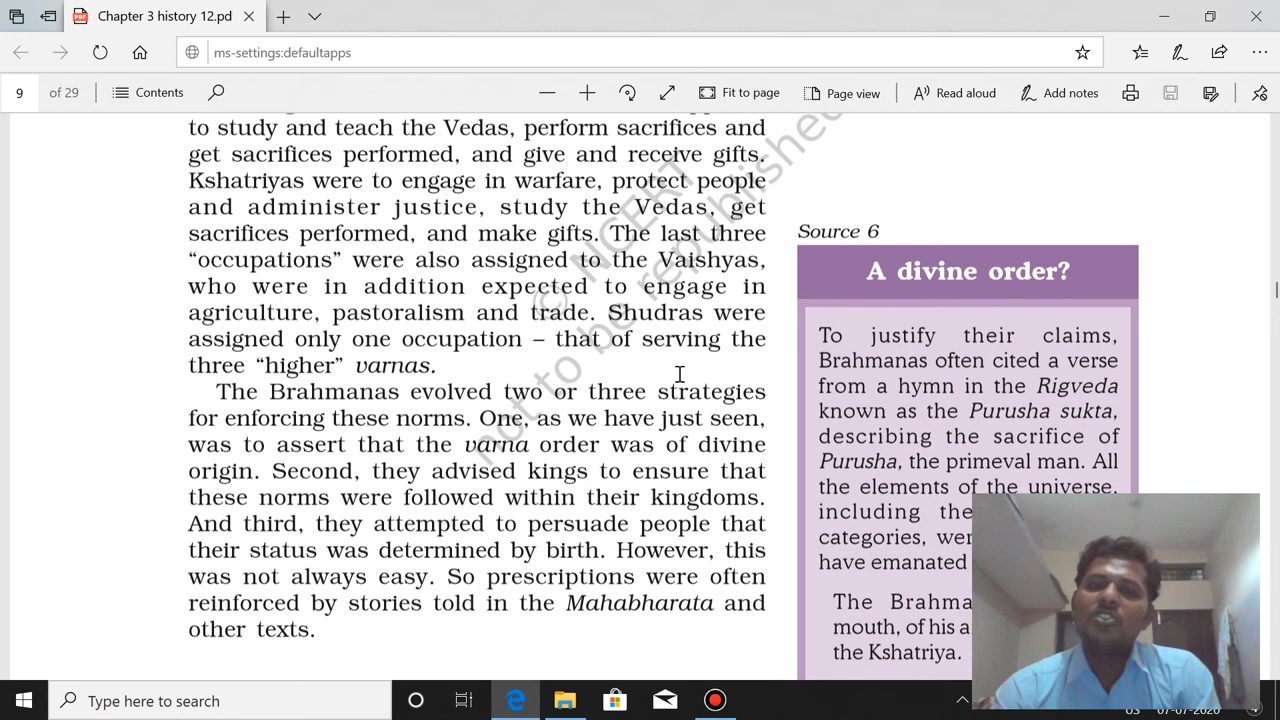 Chapter 3 history 12.pd
ms-settings:defaultapps
9 of 29 Contents Fit to page Page view Read aloud Add notes
to study and teach the Vedas, perform sacrifices and
get sacrifices performed, and give and receive gifts.
Kshatriyas were to engage in warfare, protect people
and administer justice, study the Vedas, get
sacrifices performed, and make gifts. The last three
“occupations” were also assigned to the Vaishyas,
who were in addition expected to engage in
agriculture, pastoralism and trade. Shudras were
assigned only one occupation – that of serving the
three “higher” varnas.
The Brahmanas evolved two or three strategies
for enforcing these norms. One, as we have just seen,
was to assert that the varna order was of divine
origin. Second, they advised kings to ensure that
these norms were followed within their kingdoms.
And third, they attempted to persuade people that
their status was determined by birth. However, this
was not always easy. So prescriptions were often
reinforced by stories told in the Mahabharata and
other texts.
© NCERT
not to be republished
Source 6
A divine order?
To justify their claims,
Brahmanas often cited a verse
from a hymn in the Rigveda
known as the Purusha sukta,
describing the sacrifice of
Purusha, the primeval man. All
the elements of the universe,
including the
categories, wer
have emanated
The Brahma
mouth, of his a
the Kshatriya.
Type here to search
US 07-07-2020